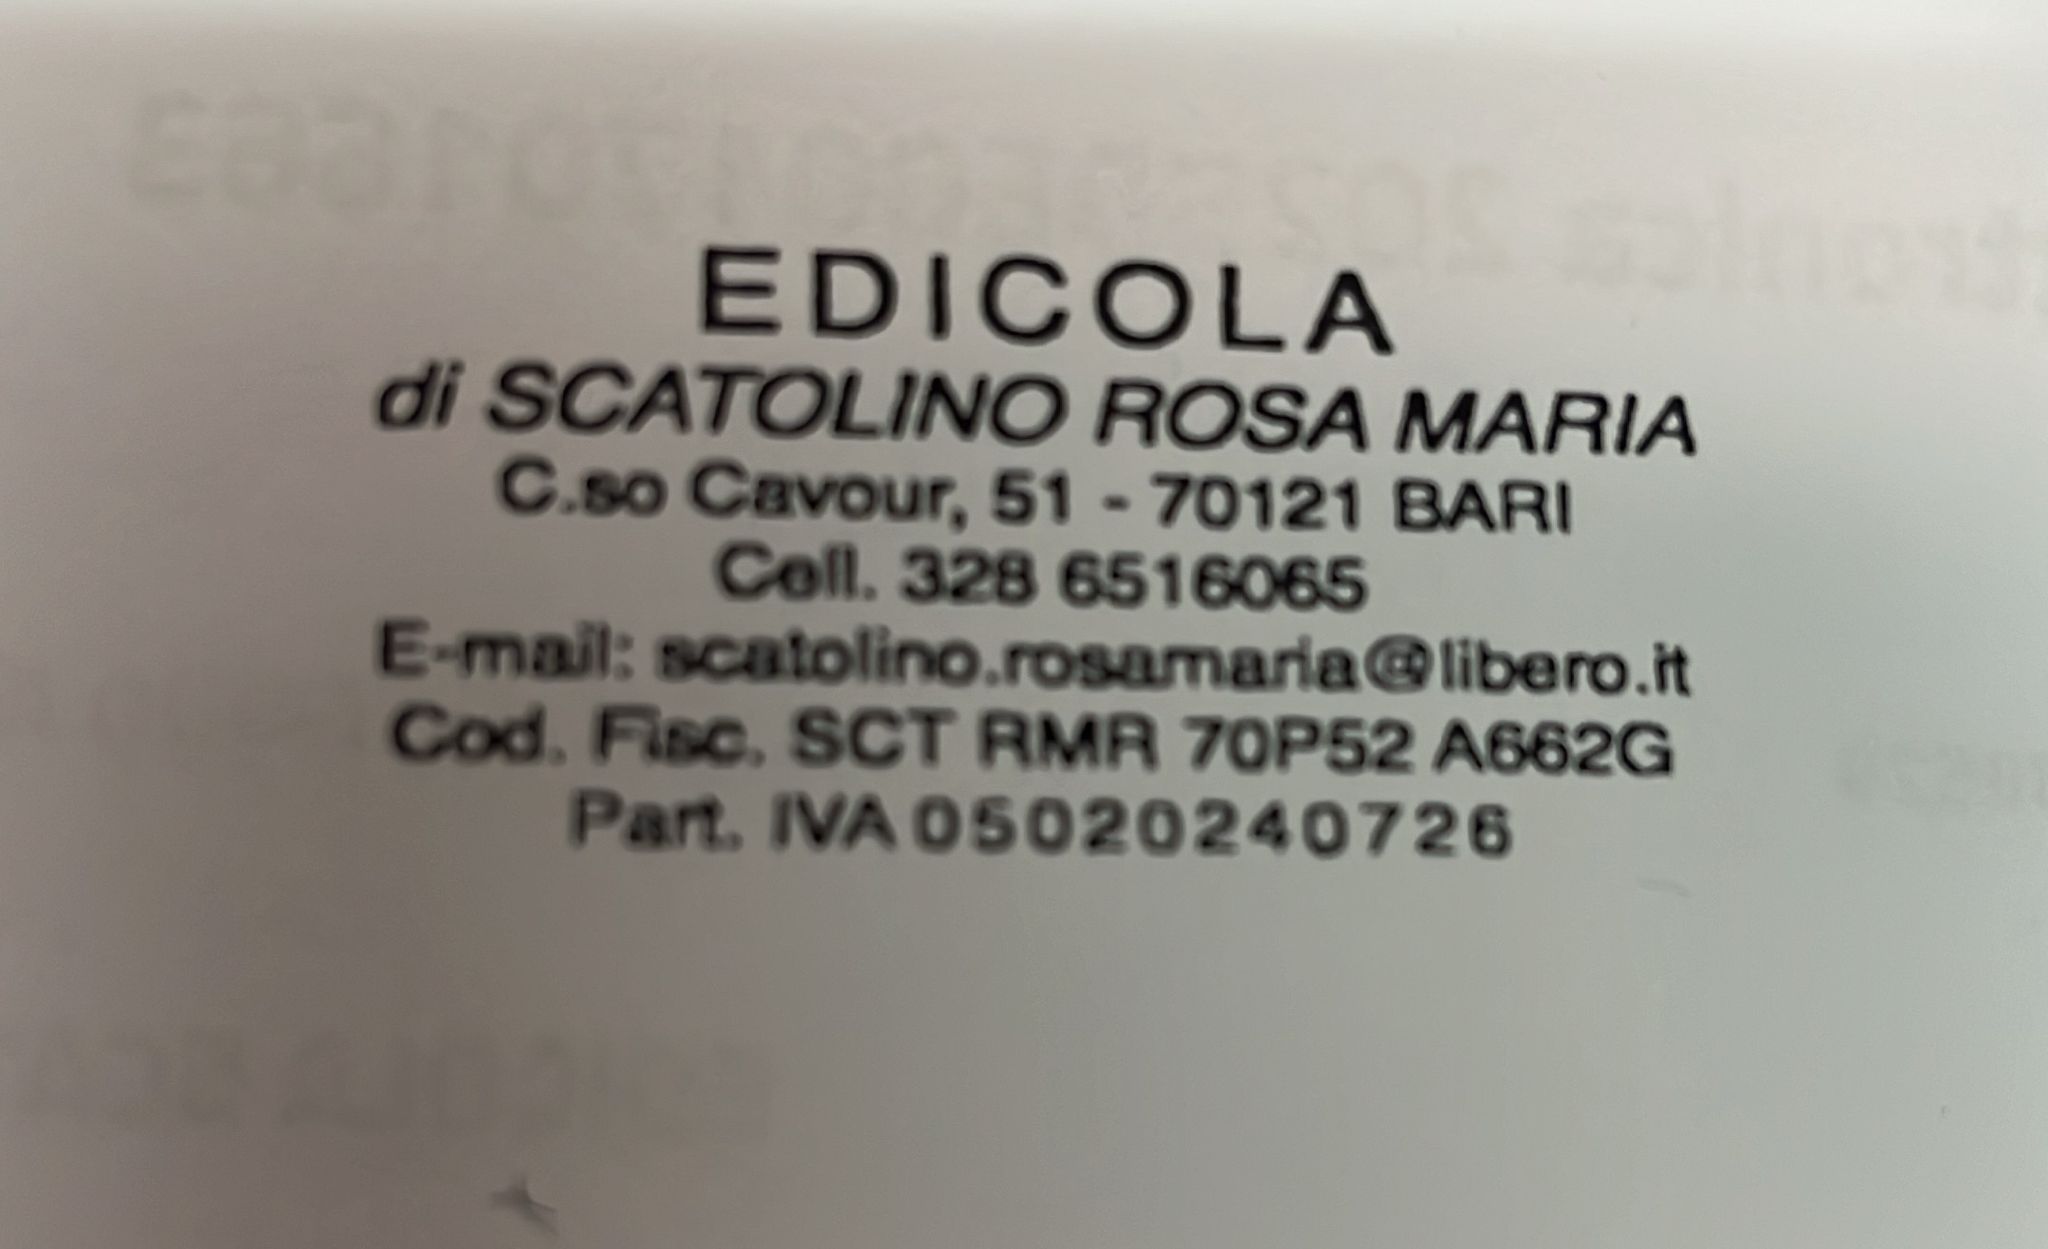 EDICOLA
di SCATOLINO ROSA MARIA
C.so Cavour, 51 - 70121 BARI
Cell. 328 6516065
E-mail: scatolino.rosamaria@libero.it
Cod. Fisc. SCT RMR 70P52 A662G
Part. IVA 05020240726